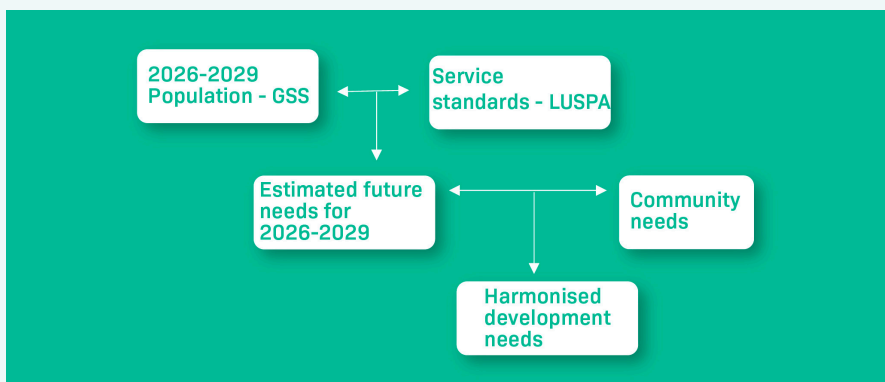 2026-2029
Population - GSS
Service
standards - LUSPA
Estimated future
needs for
2026-2029
Community
needs
Harmonised
development
needs